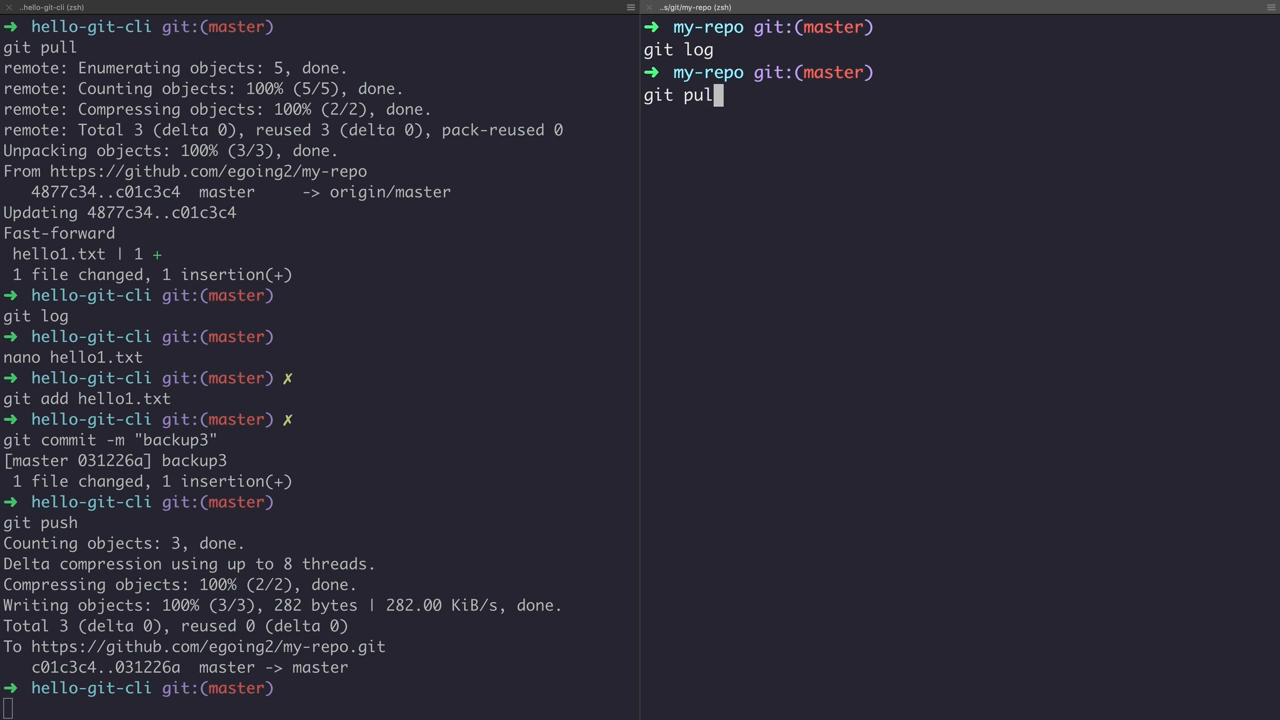 ..hello-git-cli (zsh)
➜ hello-git-cli git:(master)
git pull
remote: Enumerating objects: 5, done.
remote: Counting objects: 100% (5/5), done.
remote: Compressing objects: 100% (2/2), done.
remote: Total 3 (delta 0), reused 3 (delta 0), pack-reused 0
Unpacking objects: 100% (3/3), done.
From https://github.com/egoing2/my-repo
   4877c34..c01c3c4  master     -> origin/master
Updating 4877c34..c01c3c4
Fast-forward
 hello1.txt | 1 +
 1 file changed, 1 insertion(+)
➜ hello-git-cli git:(master)
git log
➜ hello-git-cli git:(master)
nano hello1.txt
➜ hello-git-cli git:(master) ✗
git add hello1.txt
➜ hello-git-cli git:(master) ✗
git commit -m "backup3"
[master 031226a] backup3
 1 file changed, 1 insertion(+)
➜ hello-git-cli git:(master)
git push
Counting objects: 3, done.
Delta compression using up to 8 threads.
Compressing objects: 100% (2/2), done.
Writing objects: 100% (3/3), 282 bytes | 282.00 KiB/s, done.
Total 3 (delta 0), reused 0 (delta 0)
To https://github.com/egoing2/my-repo.git
   c01c3c4..031226a  master -> master
➜ hello-git-cli git:(master)
..s/git/my-repo (zsh)
➜ my-repo git:(master)
git log
➜ my-repo git:(master)
git pul